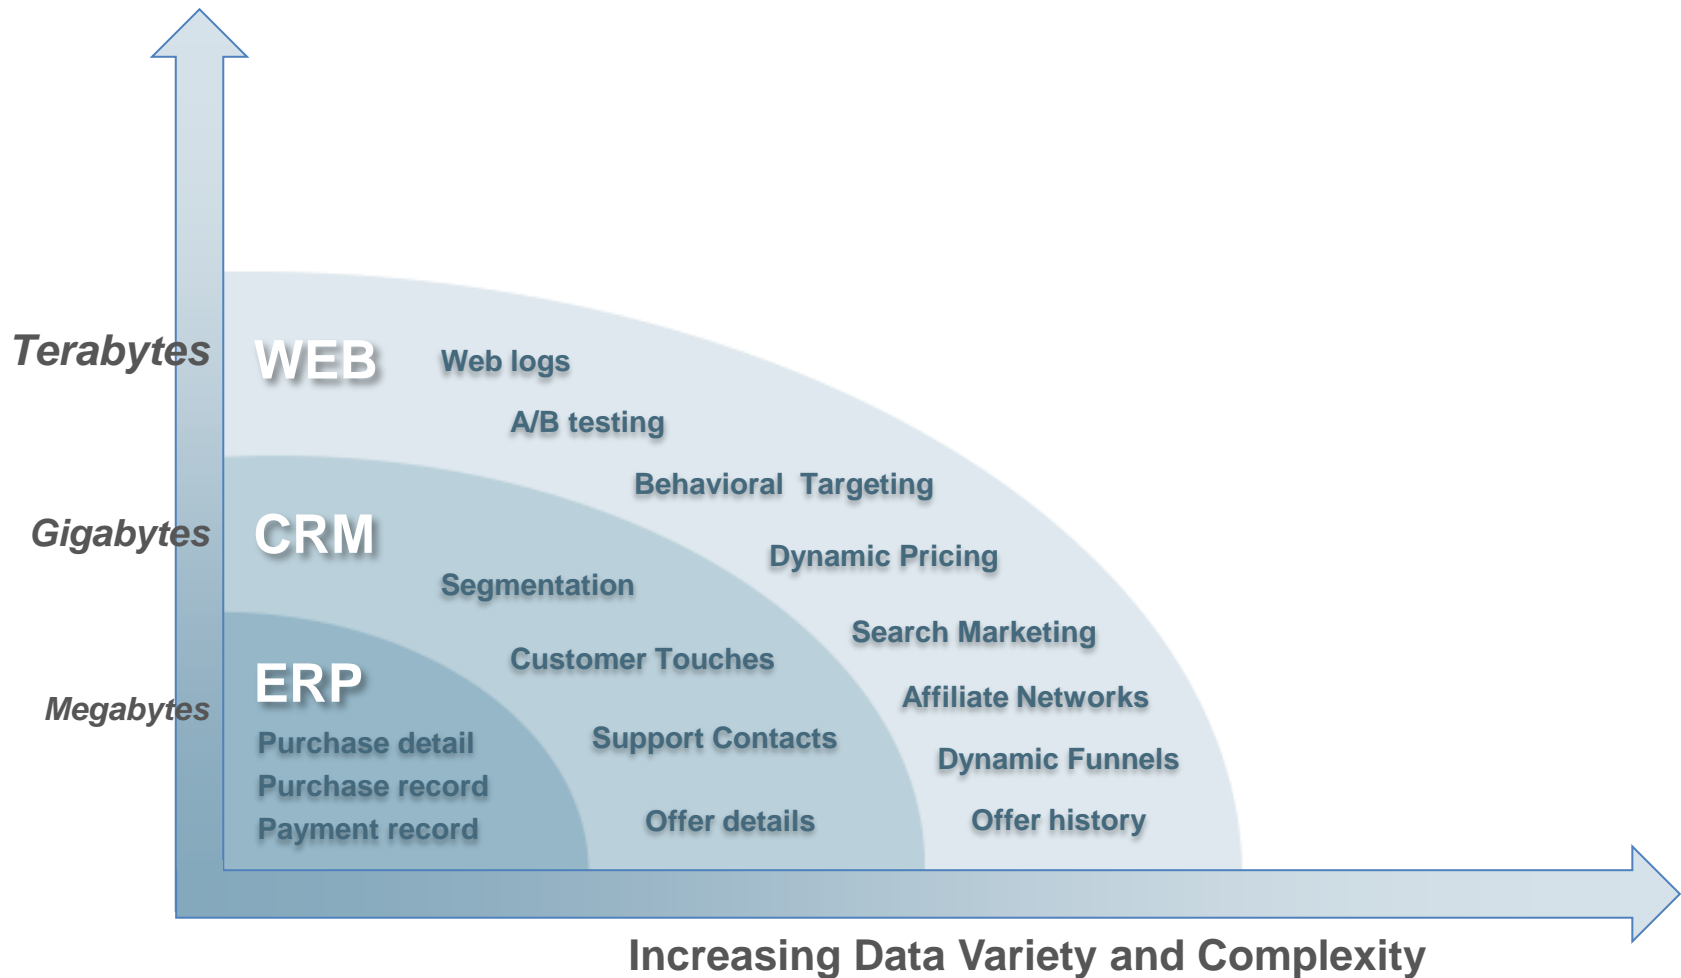 Terabytes
WEB
Web logs
A/B testing
Behavioral Targeting
Dynamic Pricing
Search Marketing
Affiliate Networks
Dynamic Funnels
Offer history
Gigabytes
CRM
Segmentation
Customer Touches
Support Contacts
Offer details
Megabytes
ERP
Purchase detail
Purchase record
Payment record
Increasing Data Variety and Complexity